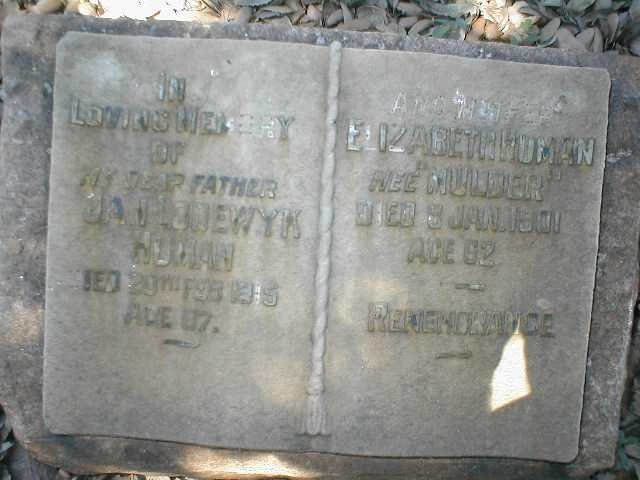 IN
LOVING MEMORY
OF
MY DEAR FATHER
JAN LODEWYK
HUMAN
DIED 20TH FEB 1915
AGE 67.
AND MOTHER
ELIZABETH HUMAN
NEE "MULDER"
DIED 8 JAN. 1901
AGE 62
REMEMBRANCE